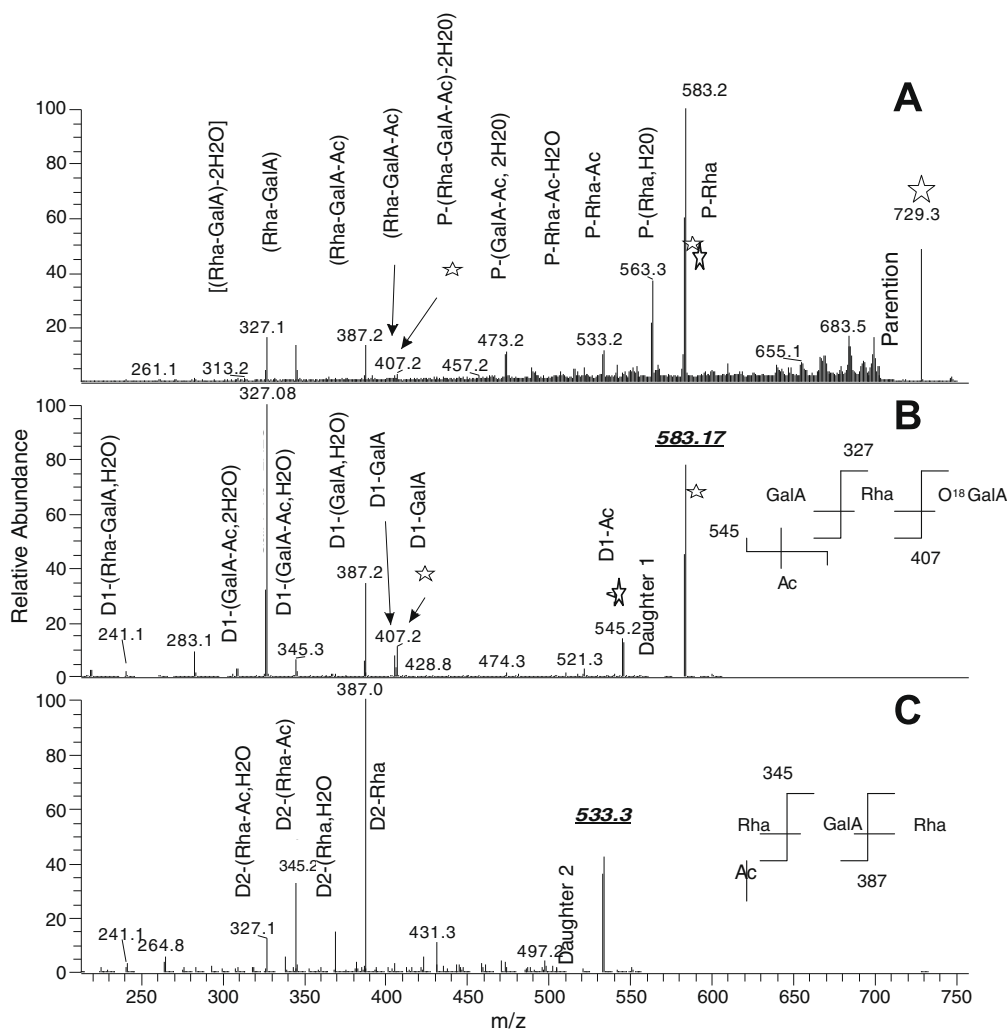 A
100
80
60
40
20
0
[(Rha-GalA)-2H2O]
(Rha-GalA)
(Rha-GalA-Ac)
(Rha-GalA-Ac)
P-(Rha-GalA-Ac)-2H20)
P-(GalA-Ac, 2H20)
P-Rha-Ac-H2O
P-Rha-Ac
P-(Rha,H20)
P-Rha
Parention
583.2
729.3
563.3
683.5
655.1
533.2
473.2
457.2
407.2
387.2
327.1
313.2
261.1
Relative Abundance
B
100
80
60
40
20
0
D1-(Rha-GalA,H2O)
D1-(GalA-Ac,2H2O)
D1-(GalA-Ac,H2O)
D1-(GalA,H2O)
D1-GalA
D1-GalA
D1-Ac
Daughter 1
327.08
583.17
387.2
407.2
545.2
241.1
283.1
345.3
428.8
474.3
521.3
327
GalA Rha O18 GalA
545
407
Ac
C
100
80
60
40
20
0
D2-(Rha-Ac,H2O
D2-(Rha-Ac)
D2-(Rha,H2O
D2-Rha
Daughter 2
387.0
533.3
345.2
327.1
241.1
264.8
431.3
497.2
345
Rha GalA Rha
Ac
387
250 300 350 400 450 500 550 600 650 700 750
m/z